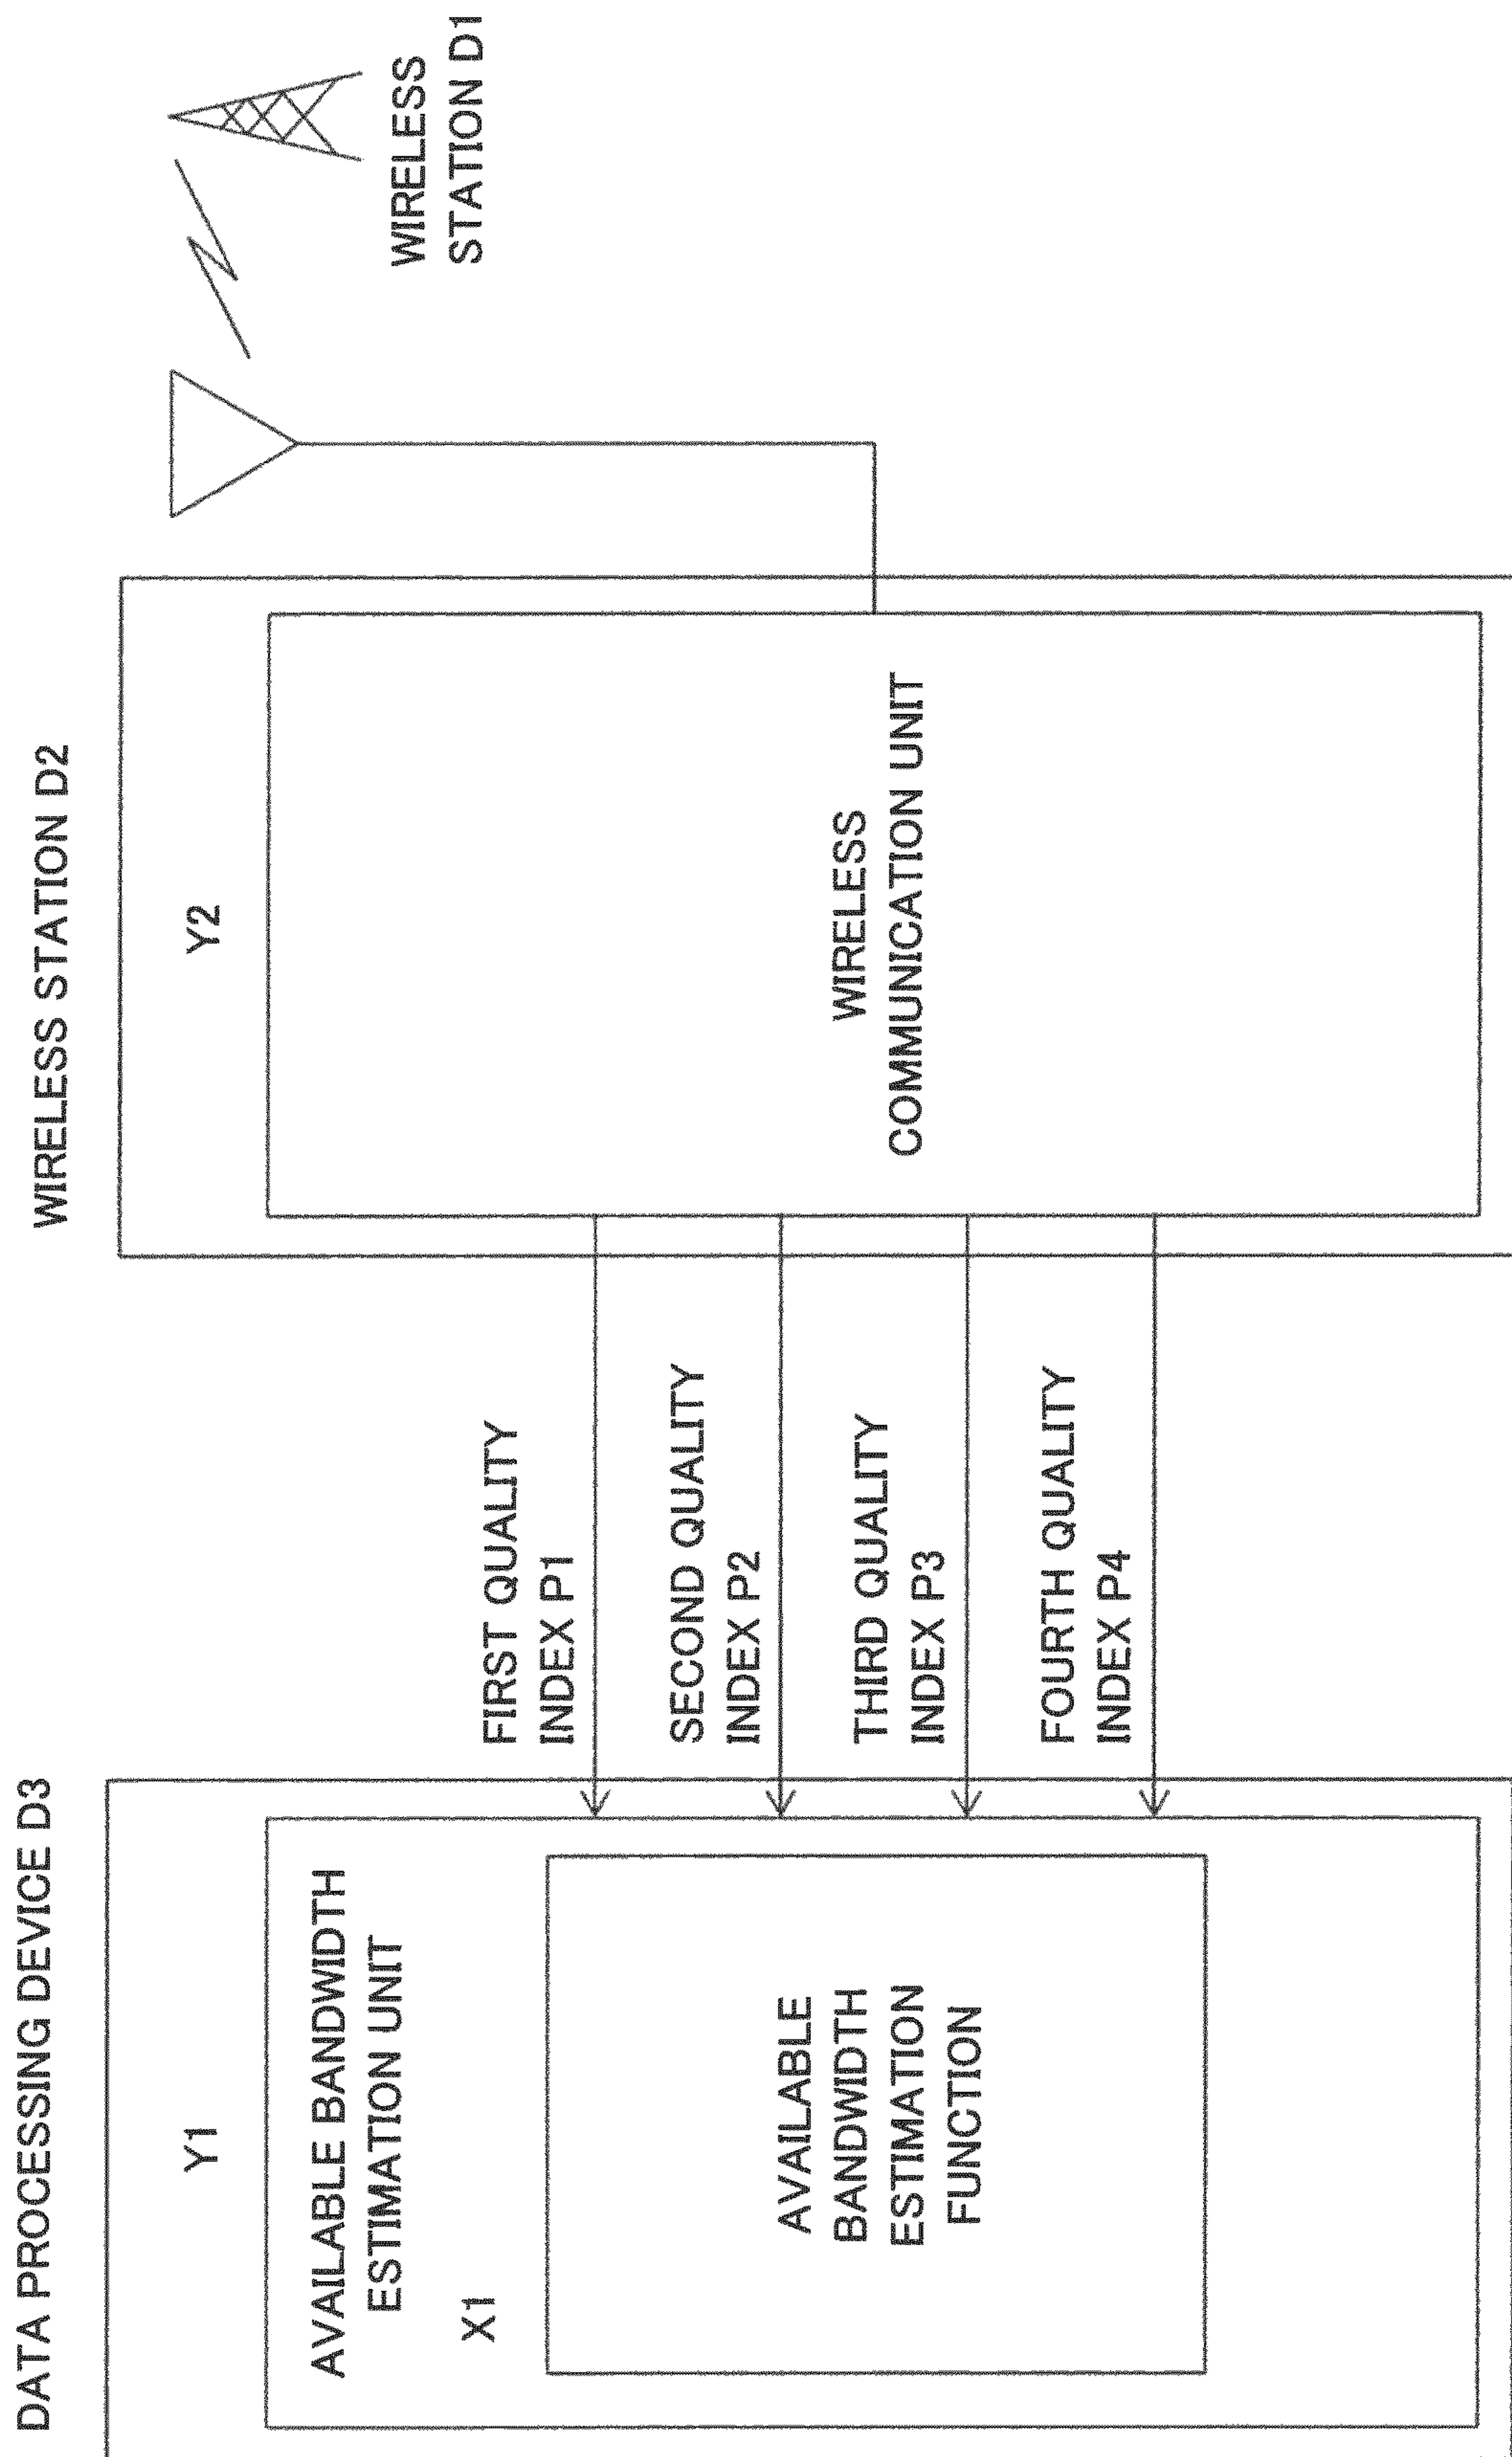 DATA PROCESSING DEVICE D3
Y1
AVAILABLE BANDWIDTH
ESTIMATION UNIT
X1
AVAILABLE
BANDWIDTH
ESTIMATION
FUNCTION
FIRST QUALITY
INDEX P1
SECOND QUALITY
INDEX P2
THIRD QUALITY
INDEX P3
FOURTH QUALITY
INDEX P4
WIRELESS STATION D2
Y2
WIRELESS
COMMUNICATION UNIT
WIRELESS
STATION D1